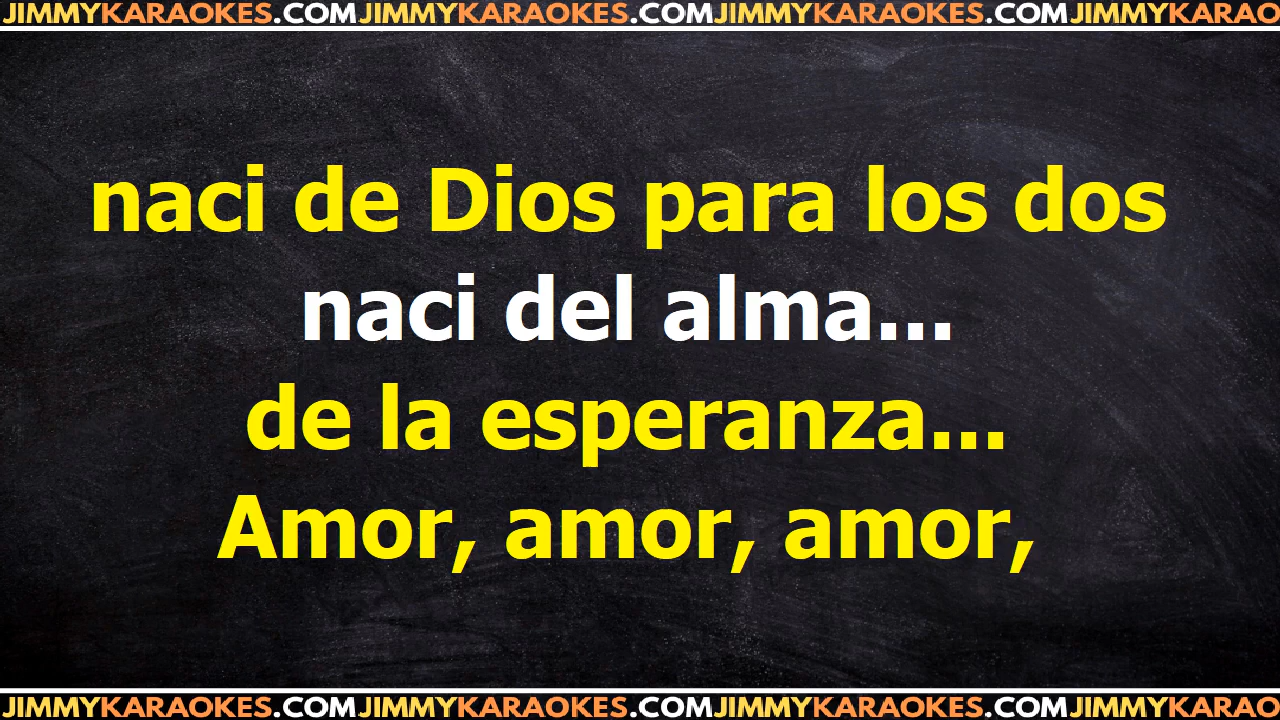 JIMMYKARAOKES.COMJIMMYKARAOKES.COMJIMMYKARAOKES.COMJIMMYKARAO
naci de Dios para los dos
naci del alma...
de la esperanza...
Amor, amor, amor,
JIMMYKARAOKES.COMJIMMYKARAOKES.COMJIMMYKARAOKES.COMJIMMYKARAO